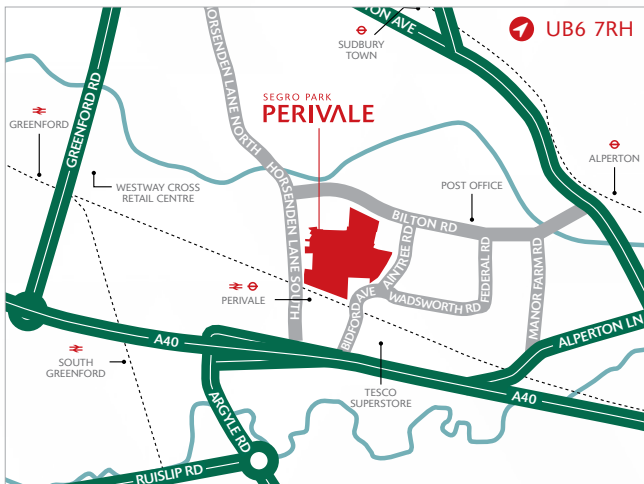 TON AVE
UB6 7RH
SUDBURY
TOWN
HORSENDEN LANE NORTH
GREENFORD RD
SEGRO PARK
PERIVALE
GREENFORD
ALPERTON
WESTWAY CROSS
RETAIL CENTRE
POST OFFICE
HORSENDEN LANE SOUTH
BILTON RD
AINTREE RD
FEDERAL RD
MANOR FARM RD
PERIVALE
BIDFORD AVE
WADSWORTH RD
ALPERTON LN
A40
SOUTH
GREENFORD
TESCO
SUPERSTORE
A40
ARGYLE RD
RUISLIP RD